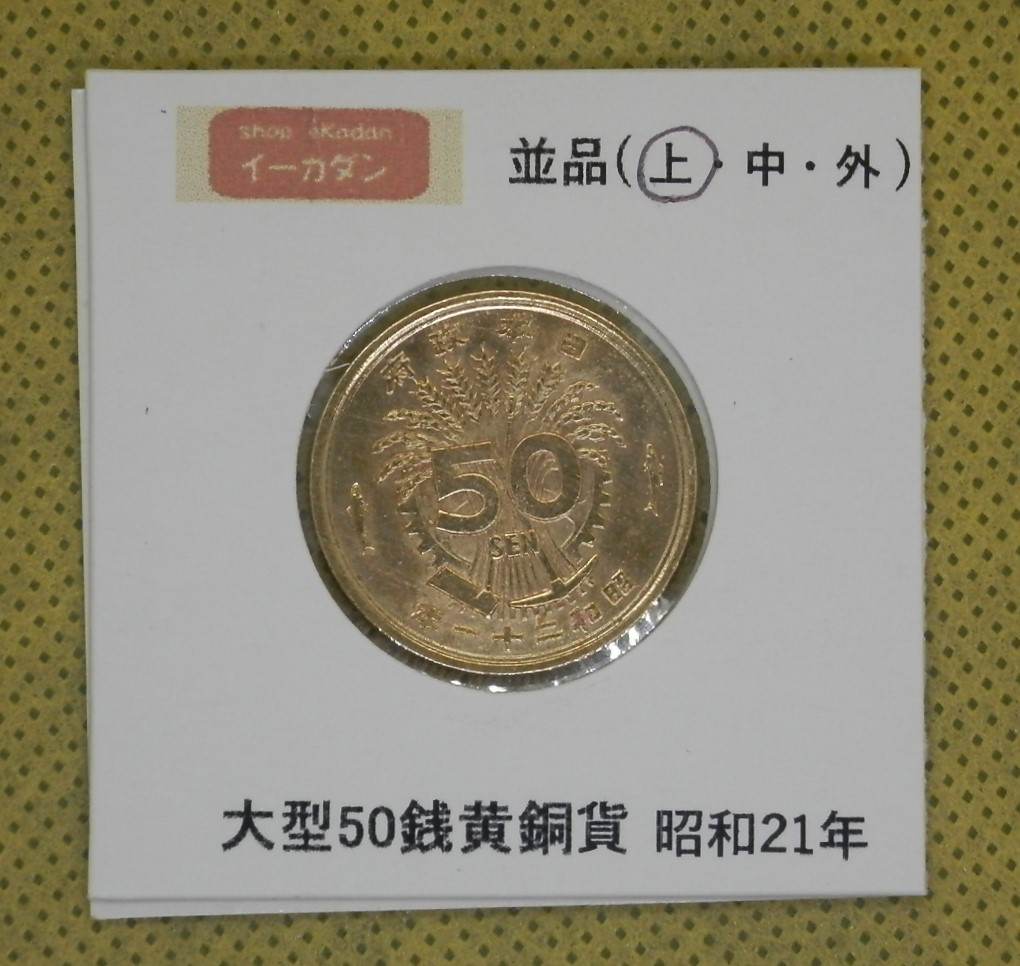 shop eKadan
イーカダン
並品(上・中・外)
日本政府
50
SEN
昭和二十一年
大型50銭黄銅貨 昭和21年